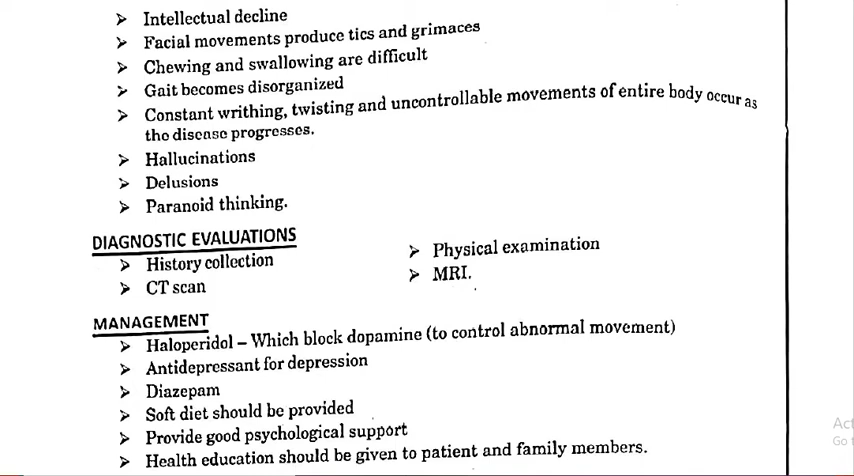 ➢ Intellectual decline
➢ Facial movements produce tics and grimaces
➢ Chewing and swallowing are difficult
➢ Gait becomes disorganized
➢ Constant writhing, twisting and uncontrollable movements of entire body occur as
the disease progresses.
➢ Hallucinations
➢ Delusions
➢ Paranoid thinking.
DIAGNOSTIC EVALUATIONS
➢ History collection
➢ CT scan
➢ Physical examination
➢ MRI.
MANAGEMENT
➢ Haloperidol – Which block dopamine (to control abnormal movement)
➢ Antidepressant for depression
➢ Diazepam
➢ Soft diet should be provided
➢ Provide good psychological support
➢ Health education should be given to patient and family members.
Act
Go t